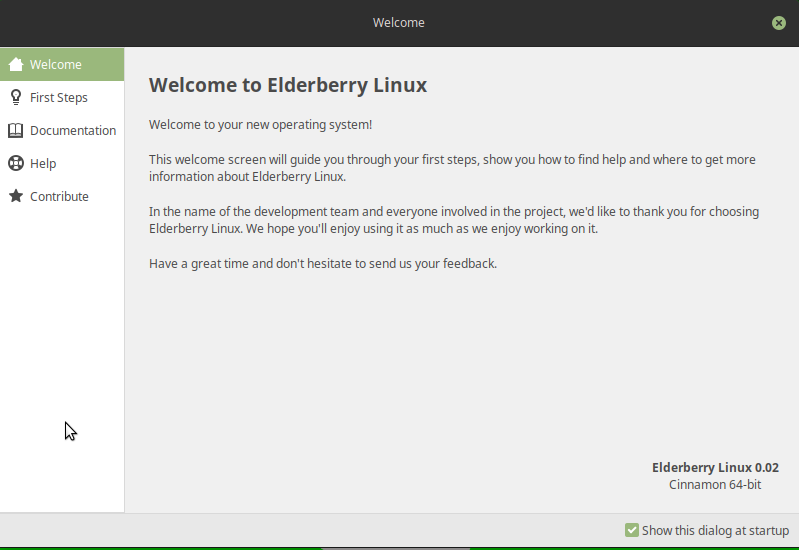 Welcome
Welcome
First Steps
Documentation
Help
Contribute
Welcome to Elderberry Linux
Welcome to your new operating system!
This welcome screen will guide you through your first steps, show you how to find help and where to get more
information about Elderberry Linux.
In the name of the development team and everyone involved in the project, we'd like to thank you for choosing
Elderberry Linux. We hope you'll enjoy using it as much as we enjoy working on it.
Have a great time and don't hesitate to send us your feedback.
Elderberry Linux 0.02
Cinnamon 64-bit
Show this dialog at startup